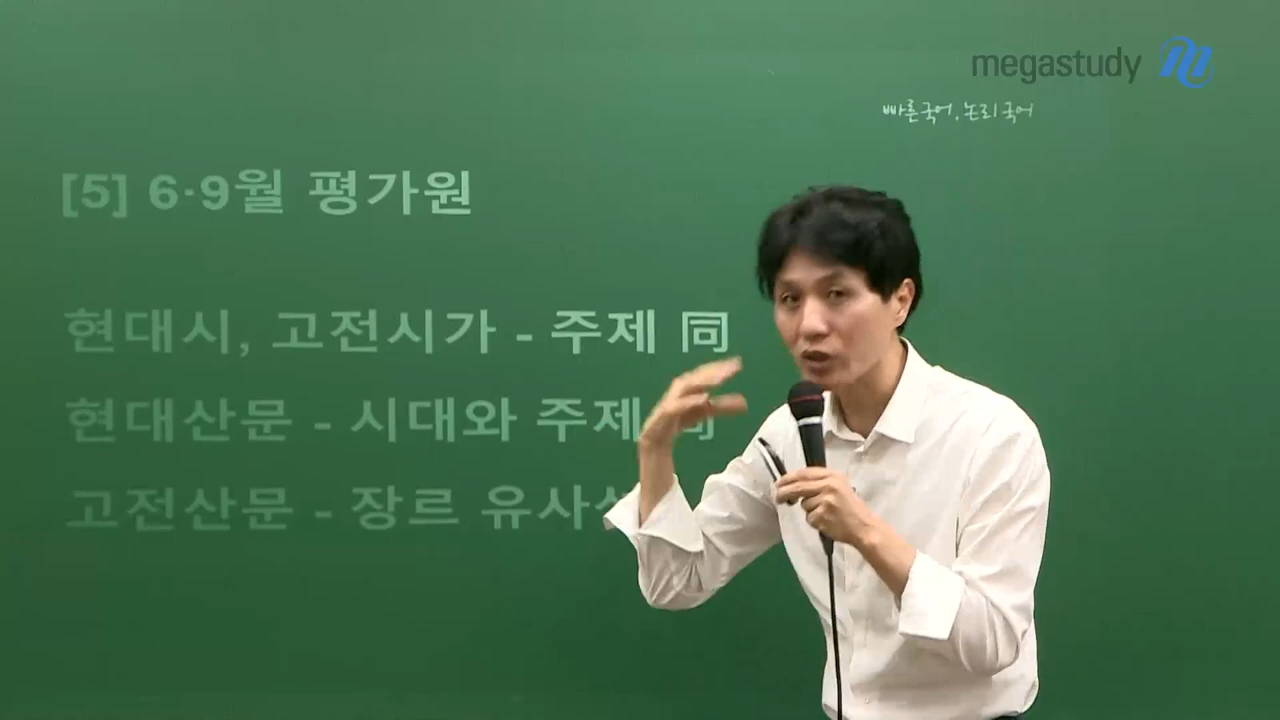 megastudy
빠른국어, 논리국어
[5] 6·9월 평가원
현대시, 고전시가 - 주제 同
현대산문 - 시대와 주제
고전산문 - 장르 유사